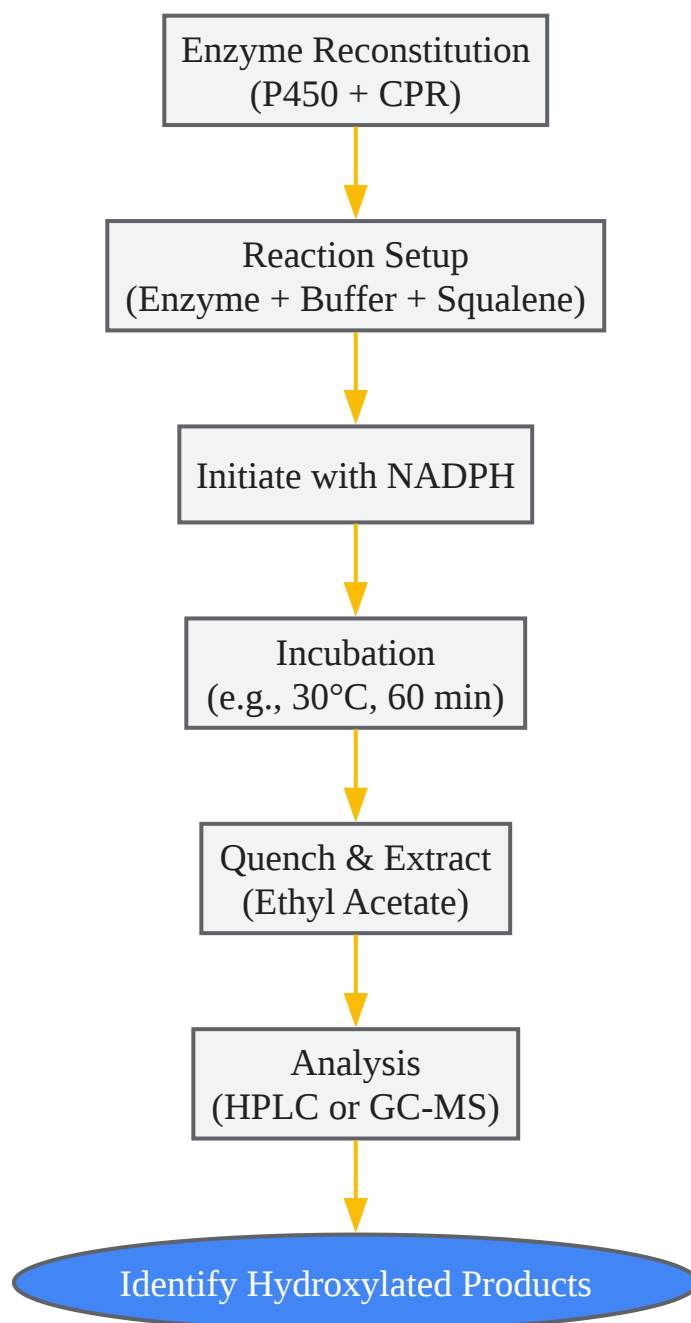 Enzyme Reconstitution
(P450 + CPR)
Reaction Setup
(Enzyme + Buffer + Squalene)
Initiate with NADPH
Incubation
(e.g., 30°C, 60 min)
Quench & Extract
(Ethyl Acetate)
Analysis
(HPLC or GC-MS)
Identify Hydroxylated Products